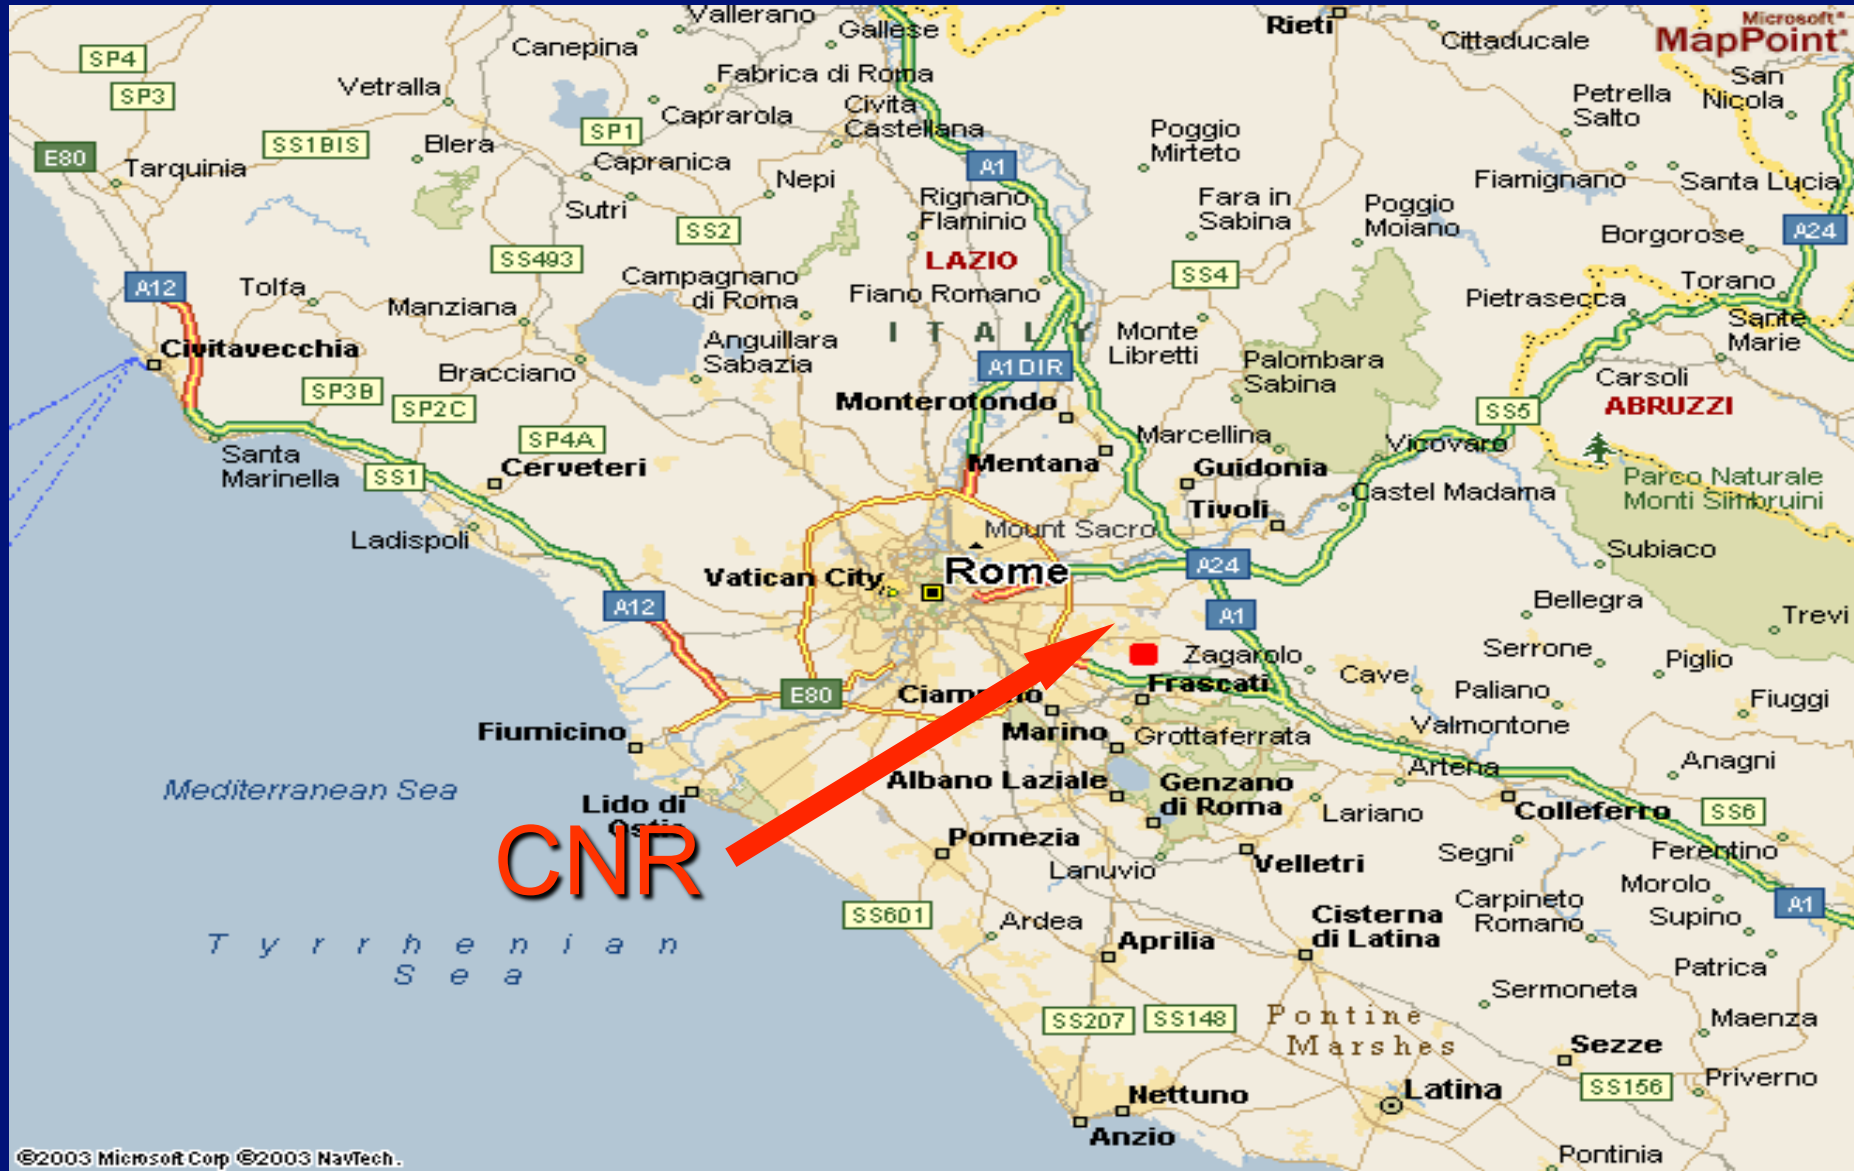 Vallerano
Gallese
Rieti
Microsoft®
MapPoint®
Cittaducale
Canepina
SP4
Fabrica di Roma
San
Nicola
Vetralla
SP3
Petrella
Salto
Civita
Castellana
Caprarola
SP1
Poggio
Mirteto
SS1BIS
Blera
E80
Tarquinia
Capranica
A1
Nepi
Fiamignano
Santa Lucia
Sutri
Rignano
Flaminio
Fara in
Sabina
Poggio
Moiano
SS2
A24
Borgorose
SS493
LAZIO
SS4
A12
Tolfa
Campagnano
di Roma
Fiano Romano
Torano
Manziana
Pietrasecca
Sante
Marie
ITALY
Anguillara
Sabazia
Monte
Libretti
Civitavecchia
A1DIR
Palombara
Sabina
Bracciano
Carsoli
SP3B
SP2C
Monterotondo
SS5
ABRUZZI
SP4A
Marcellina
Vicovaro
Santa
Marinella
SS1
Cerveteri
Mentana
Guidonia
Parco Naturale
Monti Simbruini
Castel Madama
Tivoli
Mount Sacro
Ladispoli
Subiaco
Vatican City
Rome
A24
A12
A1
Bellegra
Trevi
Zagarolo
Serrone
Piglio
Cave
E80
Frascati
Paliano
Fiuggi
Fiumicino
Marino
Grottaferrata
Valmontone
Anagni
Artena
Mediterranean Sea
Albano Laziale
Genzano
di Roma
Lido di
Lariano
Colleferro
SS6
CNR
Pomezia
Segni
Ferentino
Lanuvio
Velletri
Morolo
Carpineto
Romano
SS601
A1
Ardea
Cisterna
di Latina
Supino
Tyrrhenian
Sea
Aprilia
Patrica
Sermoneta
SS207
SS148
Pontine
Marshes
Maenza
Sezze
SS156
Priverno
Nettuno
Latina
Anzio
Pontinia
©2003 Microsoft Corp ©2003 NavTech.